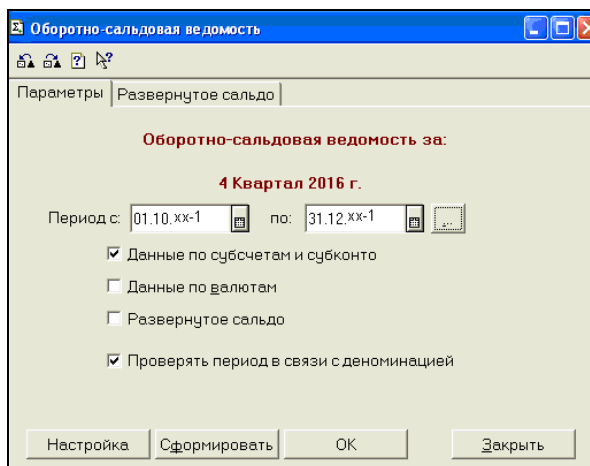 Оборотно-сальдовая ведомость
Параметры Развернутое сальдо
Оборотно-сальдовая ведомость за:
4 Квартал 2016 г.
Период с: 01.10.xx-1 по: 31.12.xx-1 ...
Данные по субсчетам и субконто
Данные по валютам
Развернутое сальдо
Проверять период в связи с деноминацией
Настройка Сформировать OK Закрыть